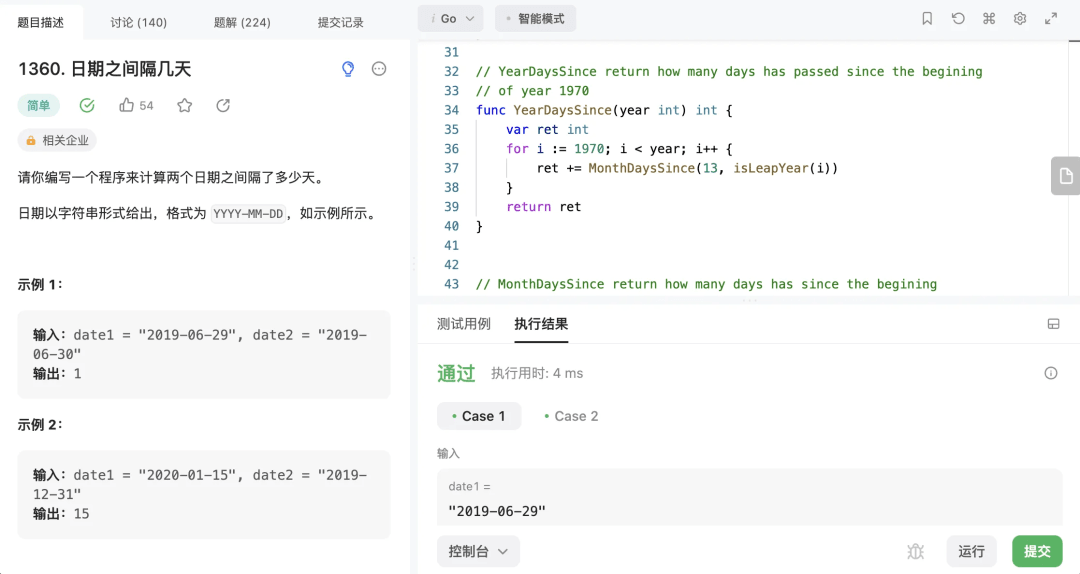 题目描述
讨论 (140)
题解 (224)
提交记录
1360. 日期之间隔几天
简单
54
相关企业
请你编写一个程序来计算两个日期之间隔了多少天。
日期以字符串形式给出，格式为 YYYY-MM-DD，如示例所示。
示例 1：
输入：date1 = "2019-06-29", date2 = "2019-
06-30"
输出：1
示例 2：
输入：date1 = "2020-01-15", date2 = "2019-
12-31"
输出：15
i Go
智能模式
31
32 // YearDaysSince return how many days has passed since the begining
33 // of year 1970
34 func YearDaysSince(year int) int {
35 var ret int
36 for i := 1970; i < year; i++ {
37 ret += MonthDaysSince(13, isLeapYear(i))
38 }
39 return ret
40 }
41
42
43 // MonthDaysSince return how many days has since the begining
测试用例
执行结果
通过 执行用时: 4 ms
Case 1
Case 2
输入
date1 =
"2019-06-29"
控制台
运行
提交